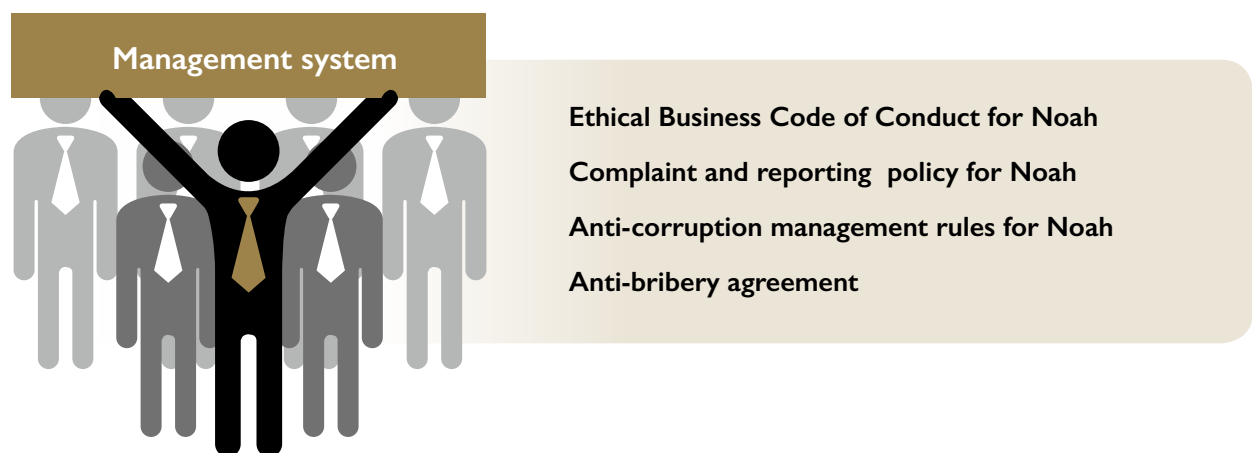 Management system
Ethical Business Code of Conduct for Noah
Complaint and reporting  policy for Noah
Anti-corruption management rules for Noah
Anti-bribery agreement